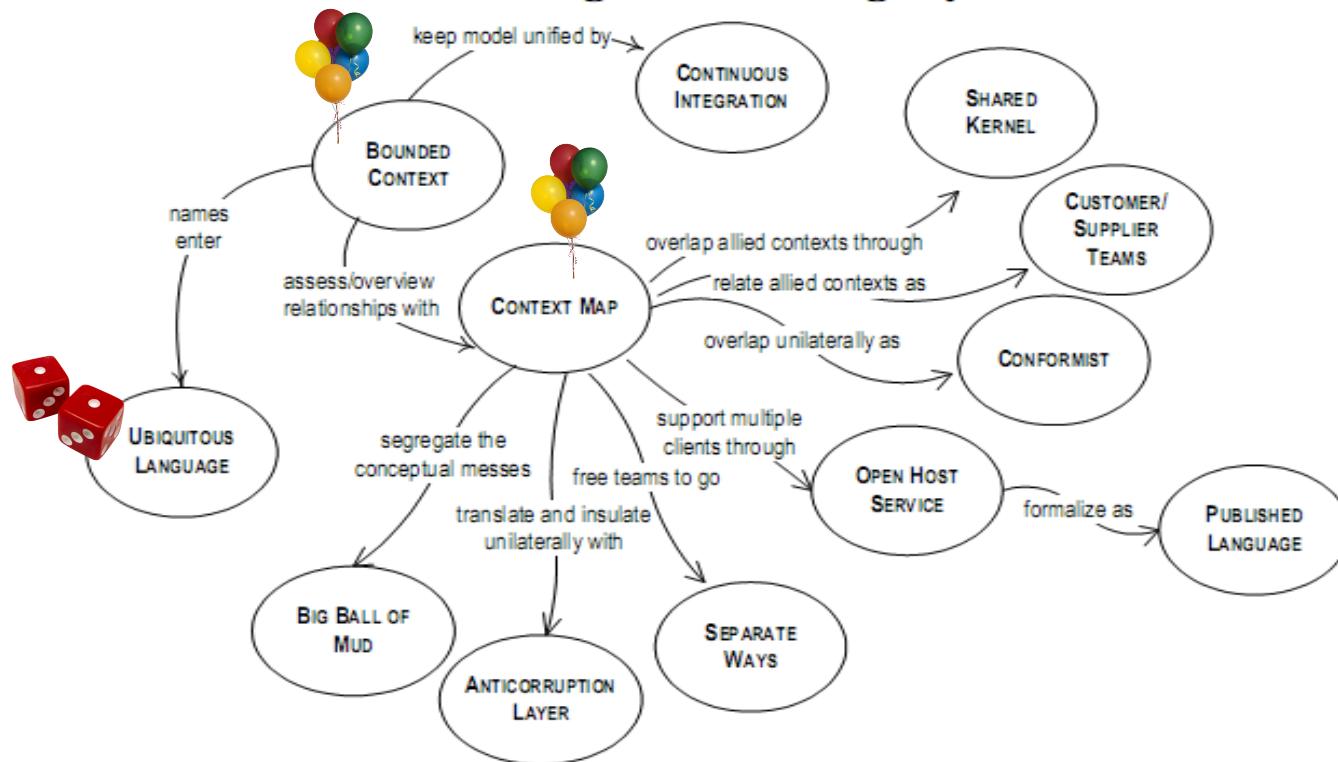 keep model unified by
CONTINUOUS
INTEGRATION
SHARED
KERNEL
BOUNDED
CONTEXT
names
enter
CUSTOMER/
SUPPLIER
TEAMS
overlap allied contexts through
assess/overview
relationships with
relate allied contexts as
CONTEXT MAP
overlap unilaterally as
CONFORMIST
UBIQUITOUS
LANGUAGE
segregate the
conceptual messes
support multiple
clients through
free teams to go
OPEN HOST
SERVICE
formalize as
PUBLISHED
LANGUAGE
translate and insulate
unilaterally with
BIG BALL OF
MUD
SEPARATE
WAYS
ANTICORRUPTION
LAYER